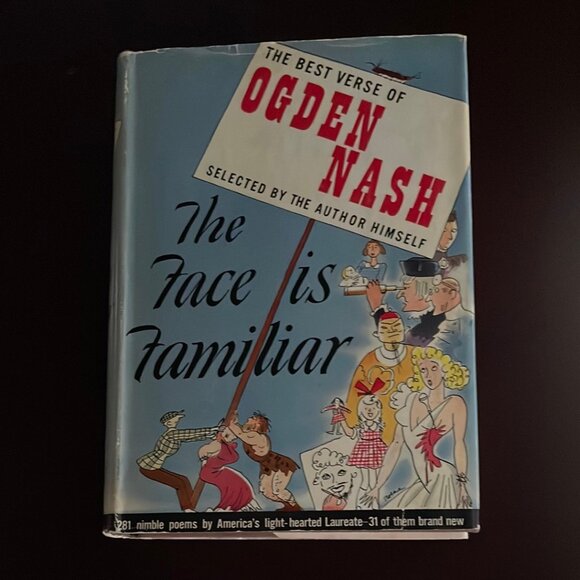 THE BEST VERSE OF
OGDEN
NASH
SELECTED BY THE AUTHOR HIMSELF
The
Face is
Familiar
281 nimble poems by America's light-hearted Laureate—31 of them brand new